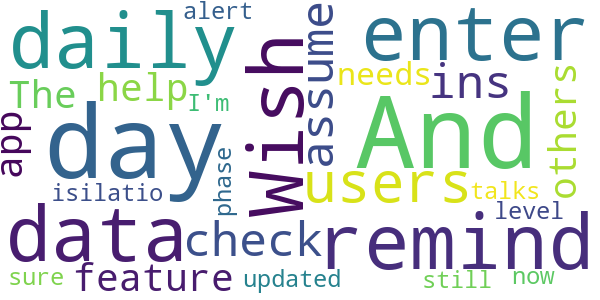 daily
alert
The
help
I'm
app
day
isilatio
phase
data
check
sure
feature
updated
Wish
assume
enter
needs
ins
And
others
users
talks
level
remind
still
now